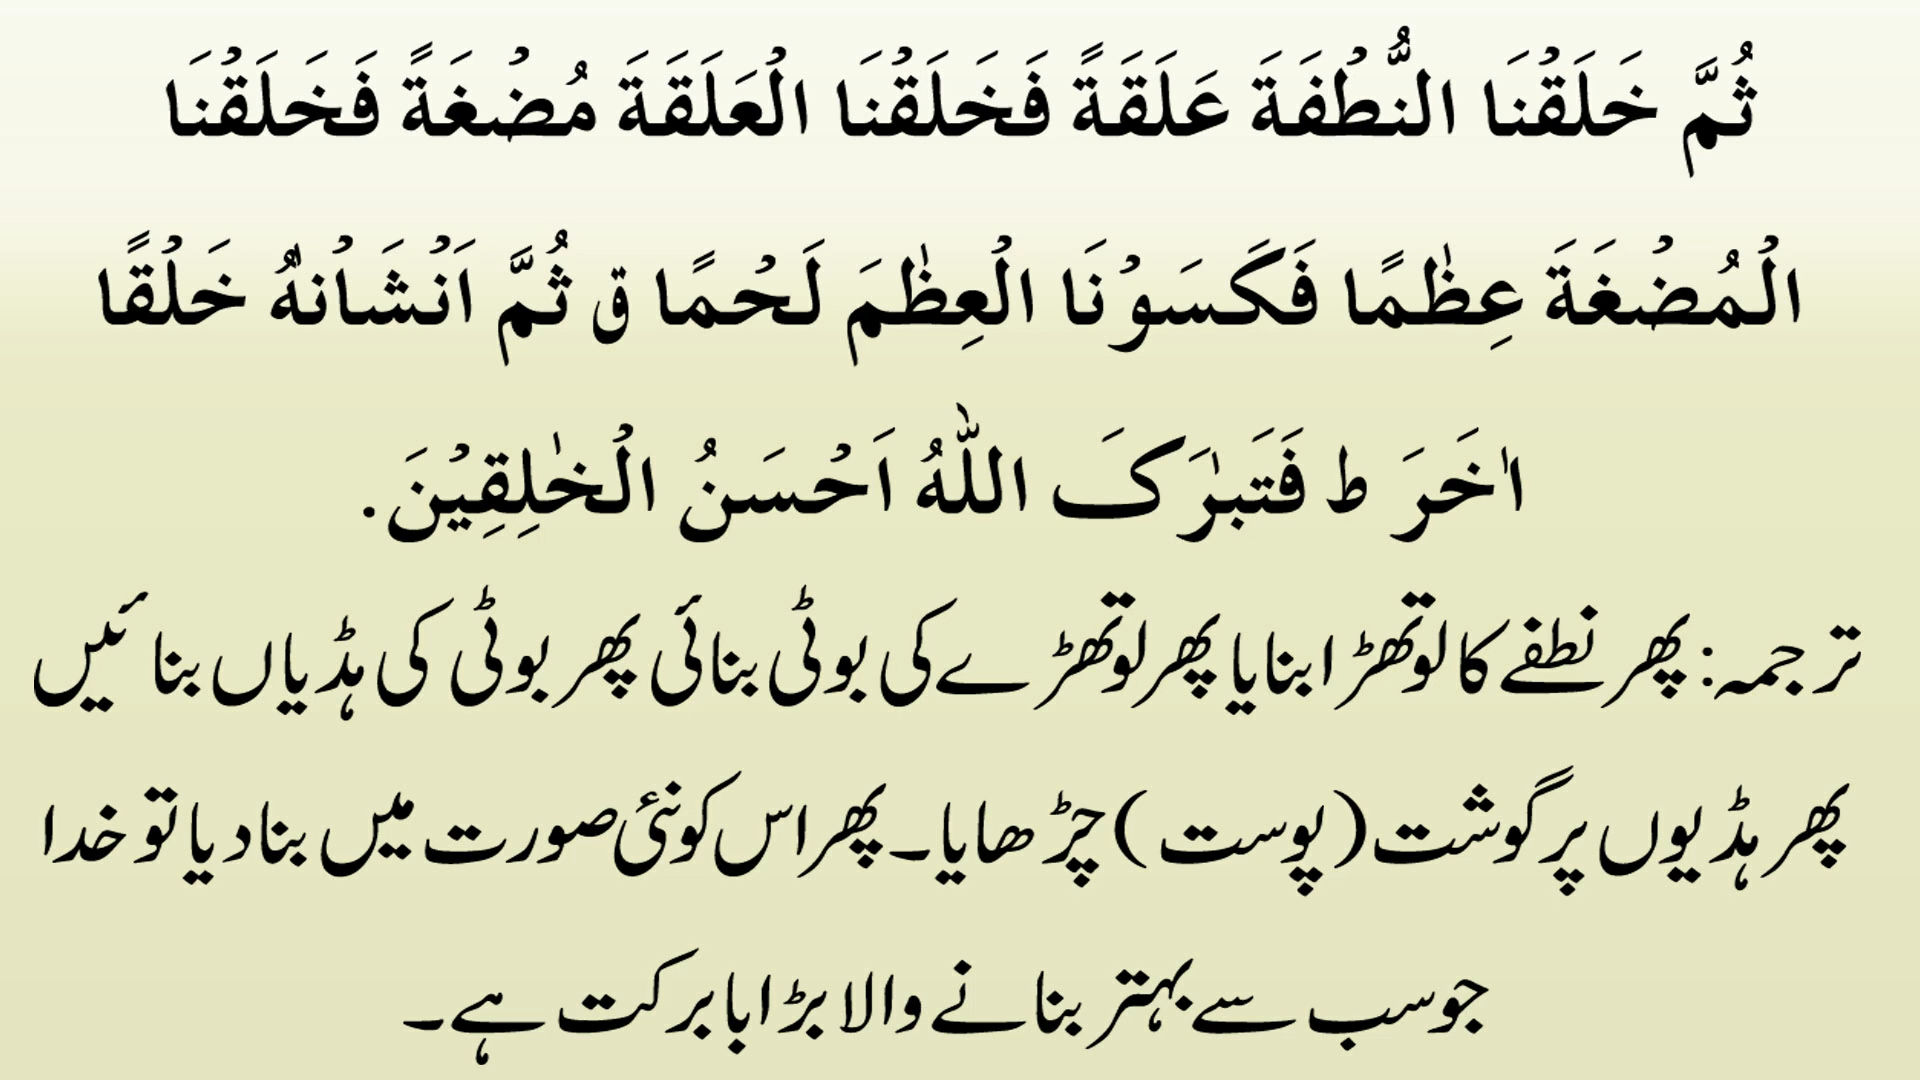 ثُمَّ خَلَقْنَا النُّطْفَةَ عَلَقَةً فَخَلَقْنَا الْعَلَقَةَ مُضْغَةً فَخَلَقْنَا
الْمُضْغَةَ عِظٰمًا فَكَسَوْنَا الْعِظٰمَ لَحْمًا ق ثُمَّ اَنْشَاْنٰهُ خَلْقًا
اٰخَرَ ط فَتَبٰرَکَ اللّٰهُ اَحْسَنُ الْخٰلِقِیْنَ.
ترجمہ: پھر نطفے کا لوتھڑا بنایا پھر لوتھڑے کی بوٹی بنائی پھر بوٹی کی ہڈیاں بنائیں
پھر ہڈیوں پر گوشت (پوست) چڑھایا۔ پھر اس کو نئی صورت میں بنا دیا تو خدا
جو سب سے بہتر بنانے والا بڑا بابرکت ہے۔